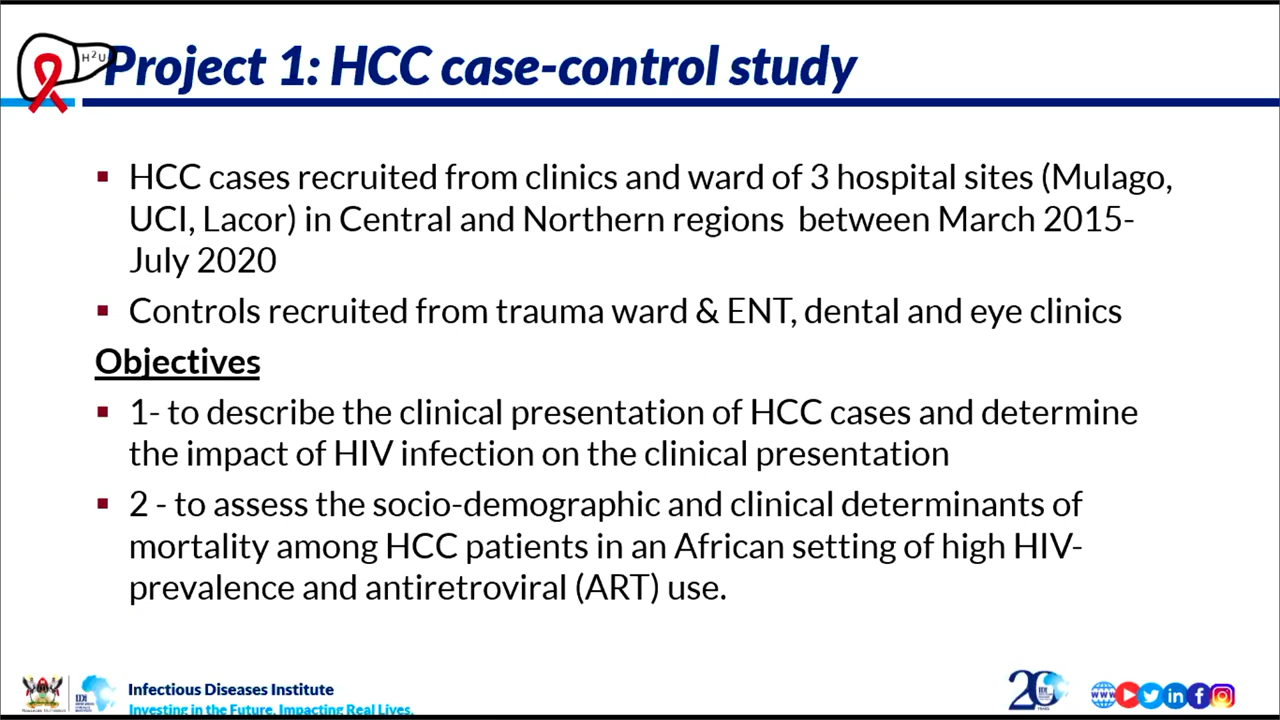 H²U
Project 1: HCC case-control study
HCC cases recruited from clinics and ward of 3 hospital sites (Mulago,
UCI, Lacor) in Central and Northern regions between March 2015-
July 2020
Controls recruited from trauma ward & ENT, dental and eye clinics
Objectives
1- to describe the clinical presentation of HCC cases and determine
the impact of HIV infection on the clinical presentation
2 - to assess the socio-demographic and clinical determinants of
mortality among HCC patients in an African setting of high HIV-
prevalence and antiretroviral (ART) use.
Infectious Diseases Institute
Investing in the Future. Impacting Real Lives.
20